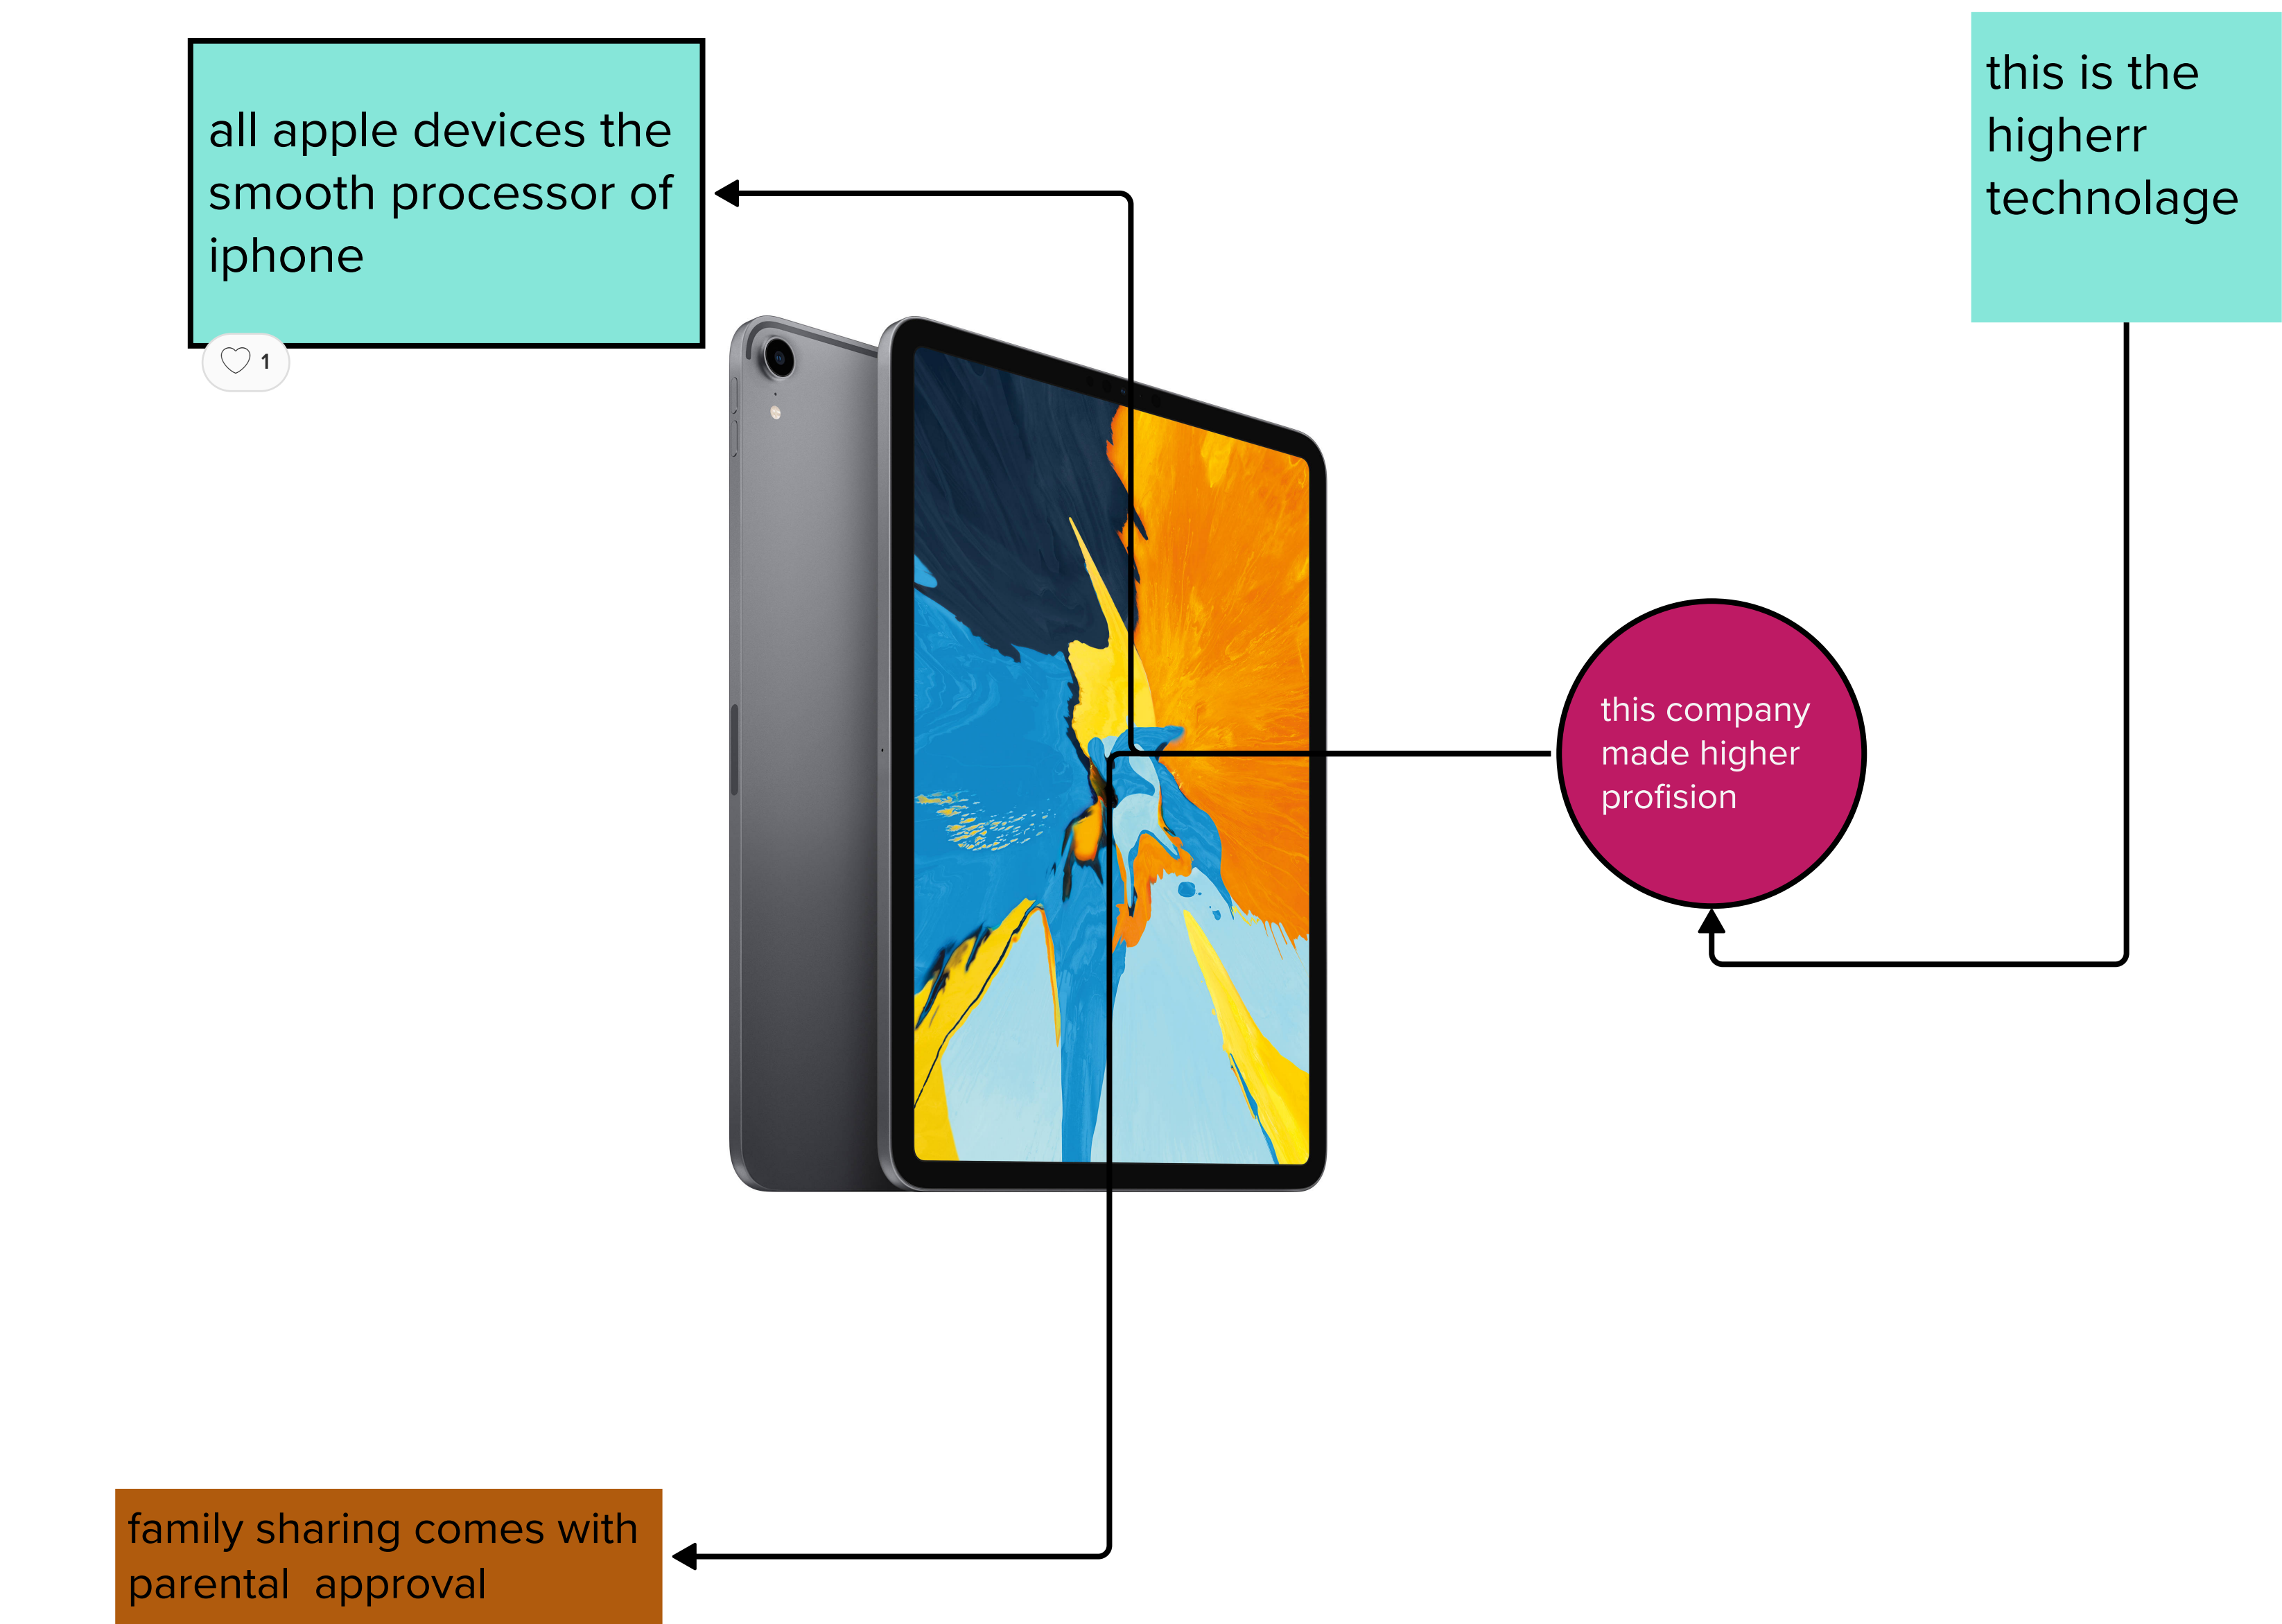 all apple devices the
smooth processor of
iphone
1
this is the
higherr
technolage
this company
made higher
profision
family sharing comes with
parental  approval